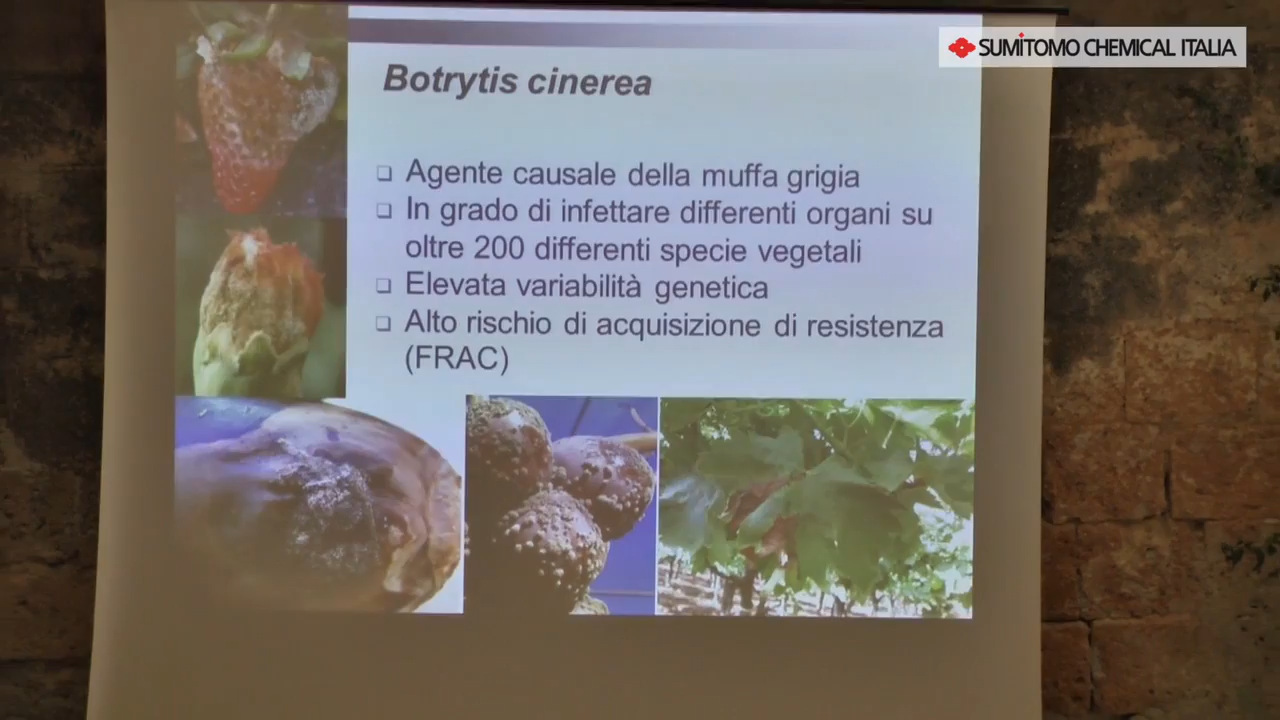 SUMITOMO CHEMICAL ITALIA
Botrytis cinerea
❑ Agente causale della muffa grigia
❑ In grado di infettare differenti organi su
oltre 200 differenti specie vegetali
❑ Elevata variabilità genetica
❑ Alto rischio di acquisizione di resistenza
(FRAC)